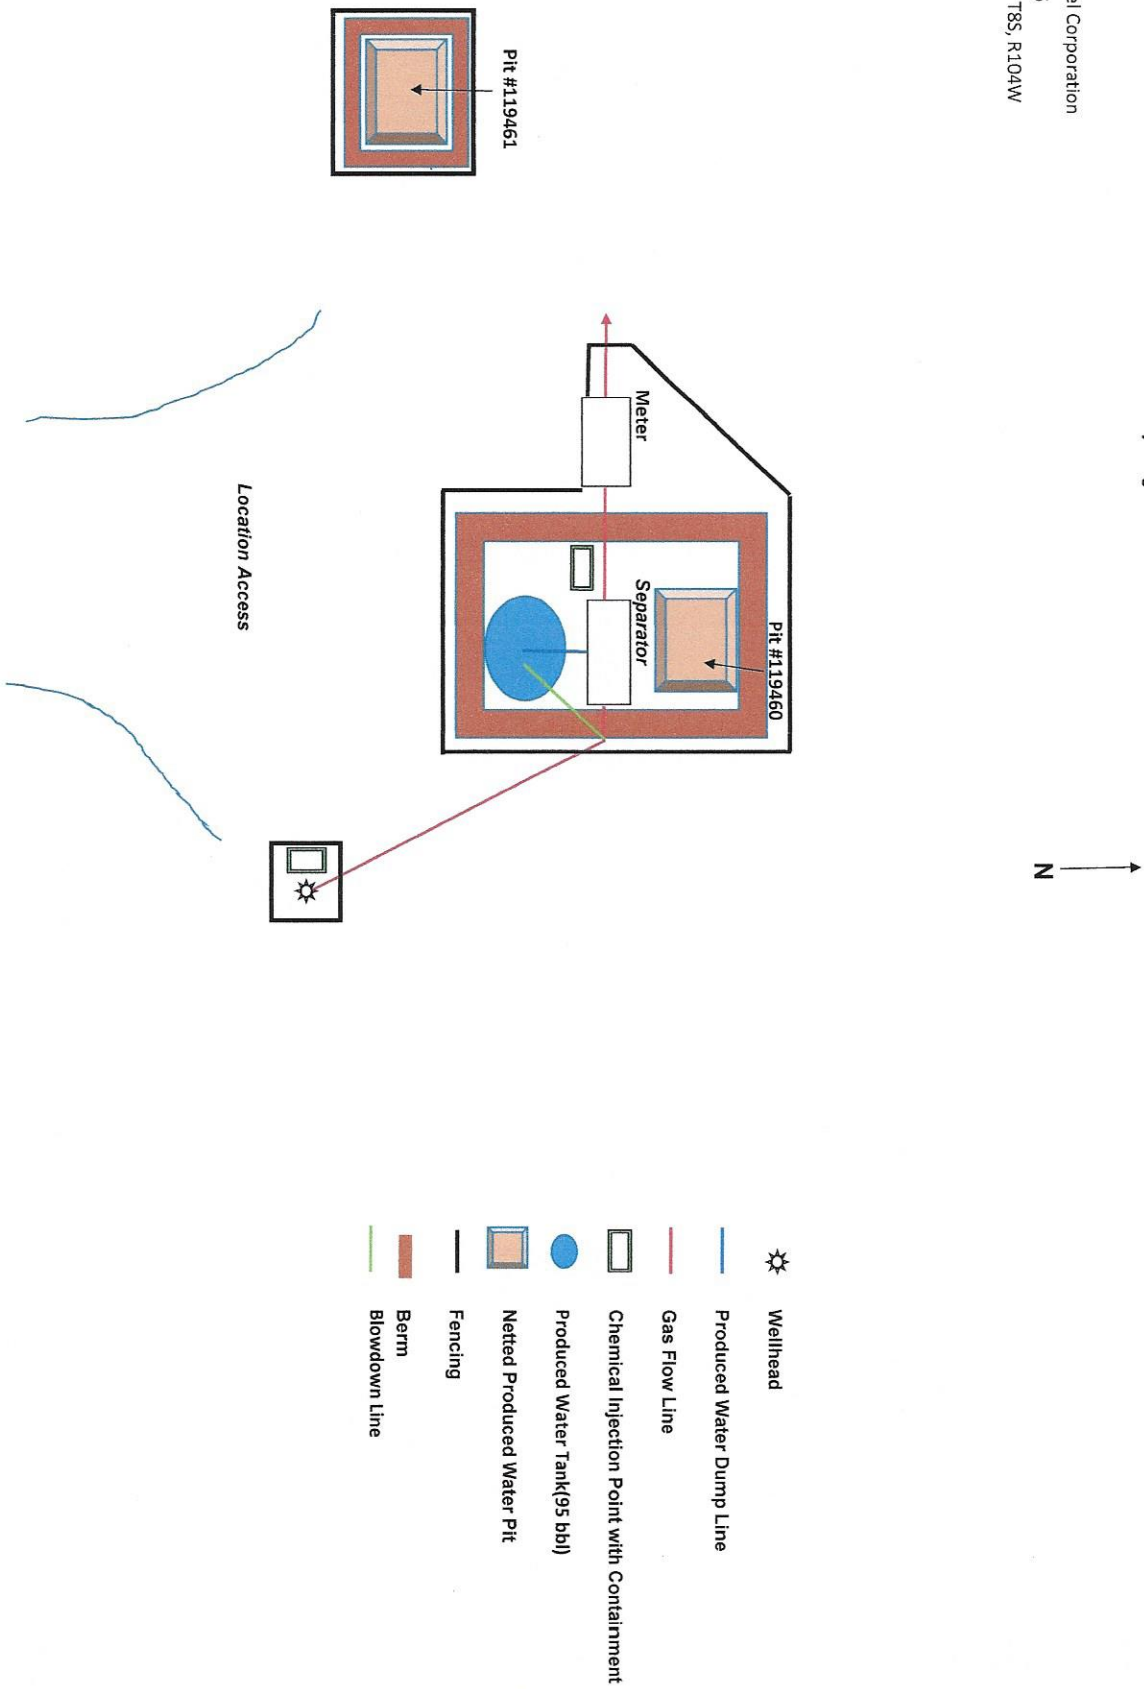 el Corporation
T8S, R104W
N
Pit #119461
Pit #119460
Meter
Separator
Location Access
Wellhead
Produced Water Dump Line
Gas Flow Line
Chemical Injection Point with Containment
Produced Water Tank(95 bbl)
Netted Produced Water Pit
Fencing
Berm
Blowdown Line